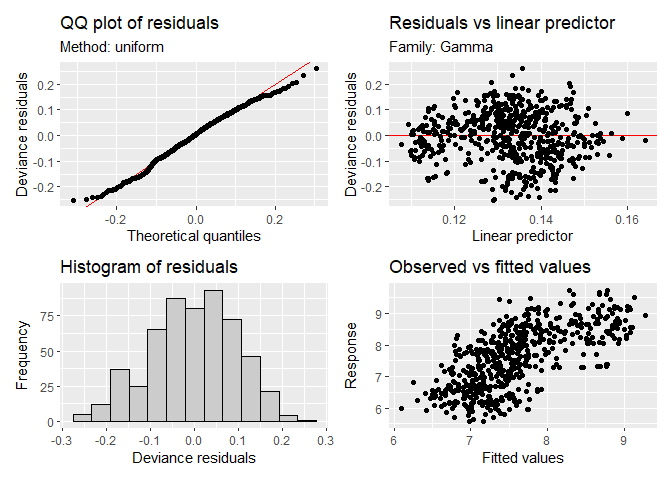 QQ plot of residuals
Method: uniform
Deviance residuals
0.2
0.1
0.0
-0.1
-0.2
-0.2
0.0
0.2
Theoretical quantiles
Residuals vs linear predictor
Family: Gamma
Deviance residuals
0.2
0.1
0.0
-0.1
-0.2
0.12
0.14
0.16
Linear predictor
Histogram of residuals
Frequency
75
50
25
0
-0.3
-0.2
-0.1
0.0
0.1
0.2
0.3
Deviance residuals
Observed vs fitted values
Response
9
8
7
6
6
7
8
9
Fitted values